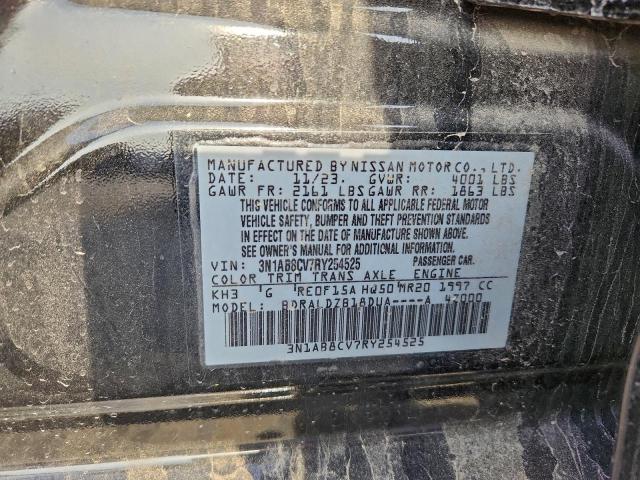 MANUFACTURED BY NISSAN MOTOR CO., LTD.
DATE: 11/23. GVWR: 4001 LBS
GAWR FR: 2161 LBS GAWR RR: 1863 LBS
THIS VEHICLE CONFORMS TO ALL APPLICABLE FEDERAL MOTOR
VEHICLE SAFETY, BUMPER AND THEFT PREVENTION STANDARDS
IN EFFECT ON THE DATE OF MANUFACTURE SHOWN ABOVE.
SEE OWNER'S MANUAL FOR ADDITIONAL INFORMATION.
VIN: 3N1AB8CV7RY254525 PASSENGER CAR.
COLOR TRIM TRANS AXLE ENGINE
KH3 G RE0F15A HQ50 MR20 1997 CC
MODEL: BDRALDZB18DUA----A 47000
3N1AB8CV7RY254525